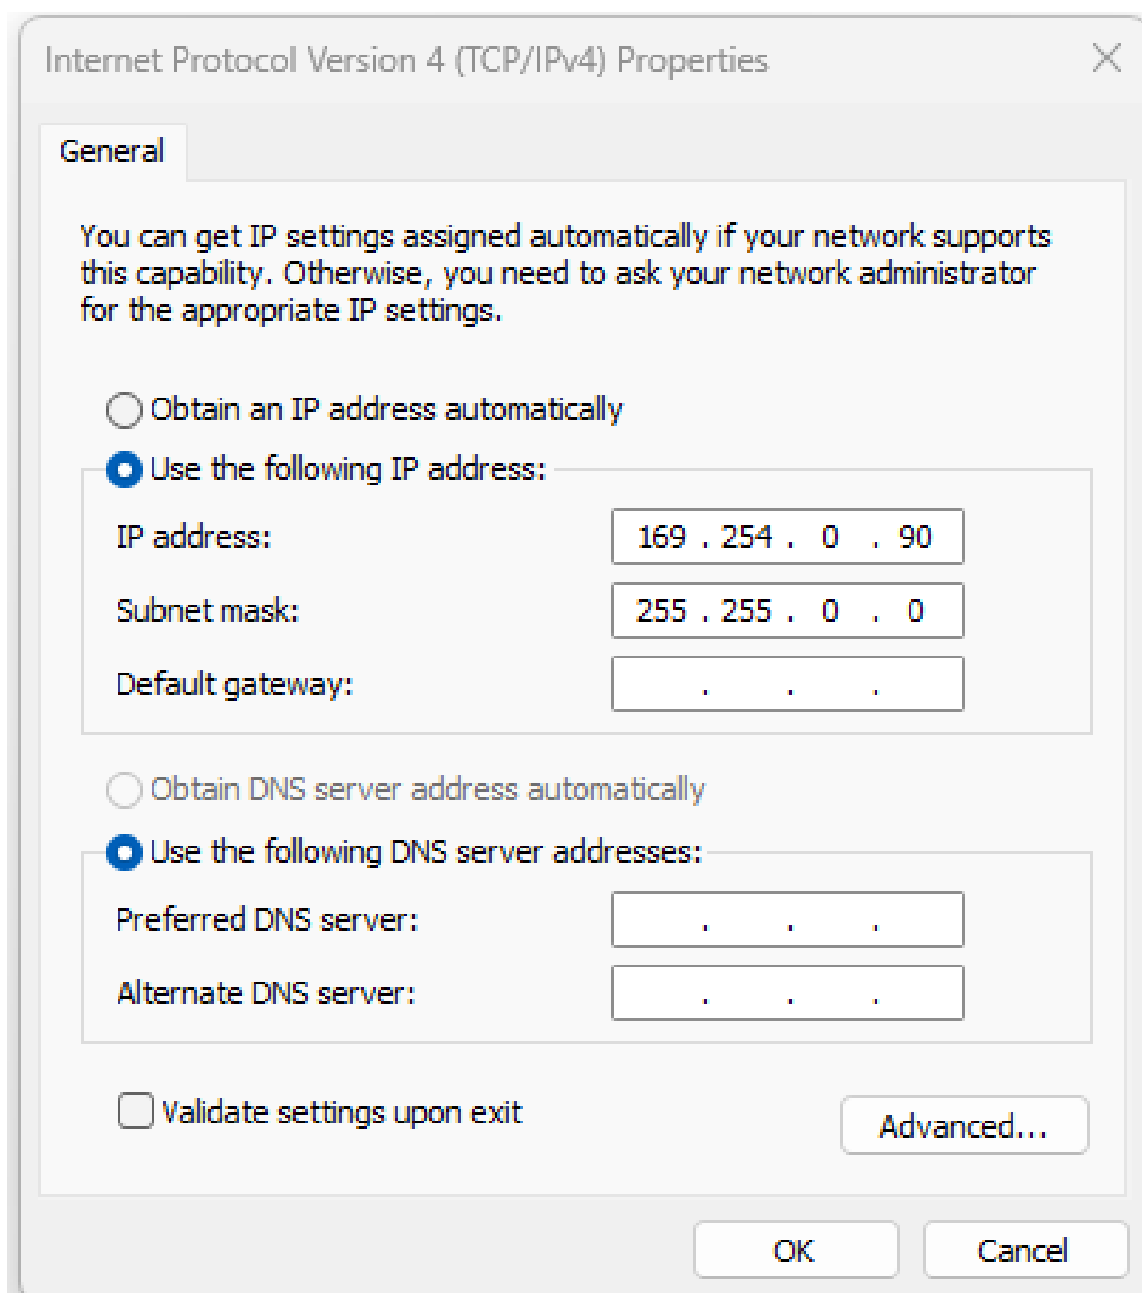 Internet Protocol Version 4 (TCP/IPv4) Properties
General
You can get IP settings assigned automatically if your network supports
this capability. Otherwise, you need to ask your network administrator
for the appropriate IP settings.
Obtain an IP address automatically
Use the following IP address:
IP address: 169 . 254 . 0 . 90
Subnet mask: 255 . 255 . 0 . 0
Default gateway: . . .
Obtain DNS server address automatically
Use the following DNS server addresses:
Preferred DNS server: . . .
Alternate DNS server: . . .
Validate settings upon exit
Advanced...
OK Cancel